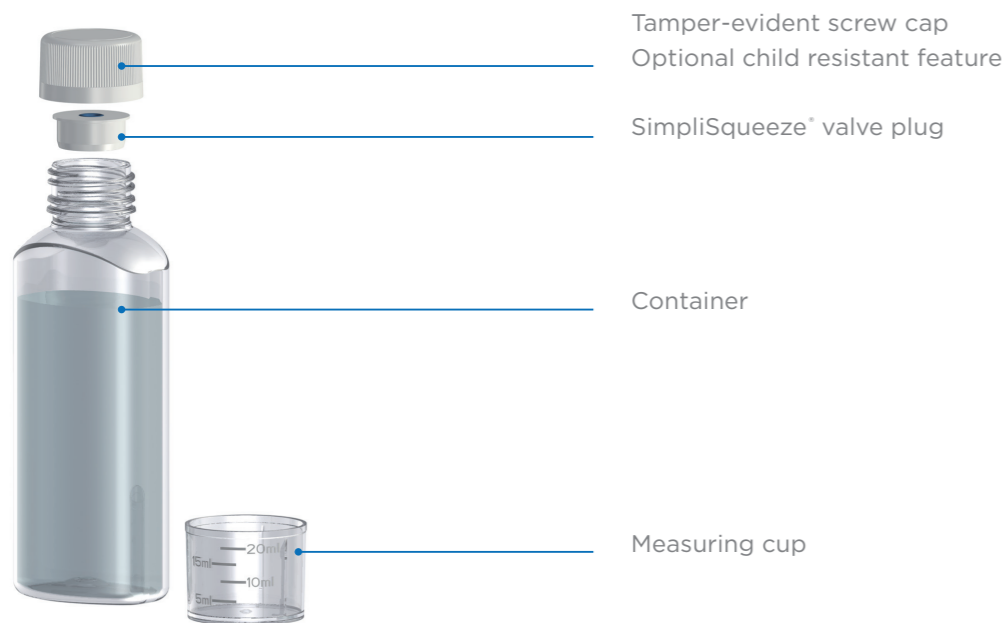 Tamper-evident screw cap
Optional child resistant feature
SimpliSqueeze® valve plug
Container
Measuring cup
20ml
15ml
10ml
5ml